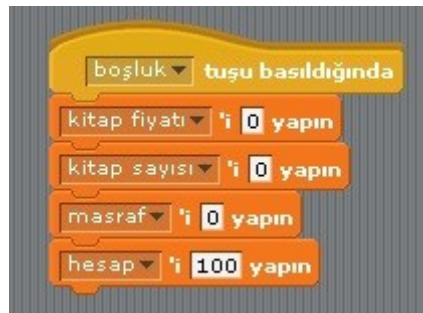 boşluk tuşu basıldığında
kitap fiyatı 'i 0 yapın
kitap sayısı 'i 0 yapın
masraf 'i 0 yapın
hesap 'i 100 yapın